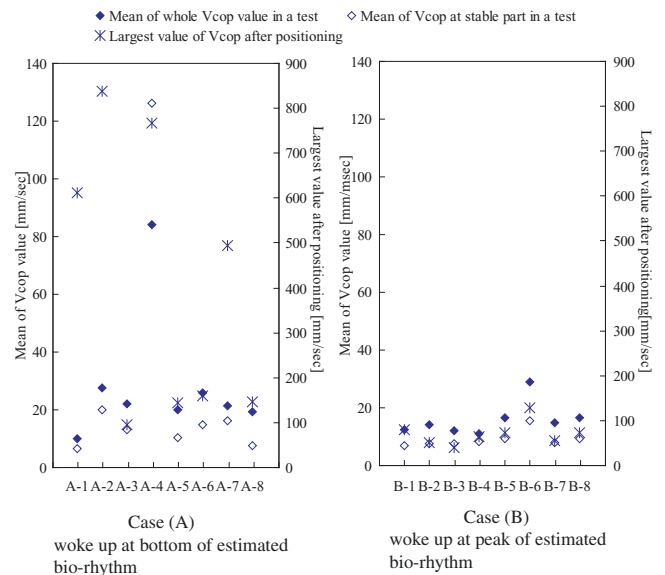 Mean of whole Vcop value in a test
Mean of Vcop at stable part in a test
Largest value of Vcop after positioning
140
120
100
80
60
40
20
0
Mean of Vcop value [mm/sec]
900
800
700
600
500
400
300
200
100
0
Largest value after positioning [mm/sec]
A-1 A-2 A-3 A-4 A-5 A-6 A-7 A-8
Case (A)
woke up at bottom of estimated
bio-rhythm
140
120
100
80
60
40
20
0
Mean of Vcop value [mm/msec]
900
800
700
600
500
400
300
200
100
0
Largest value after positioning[mm/sec]
B-1 B-2 B-3 B-4 B-5 B-6 B-7 B-8
Case (B)
woke up at peak of estimated
bio-rhythm